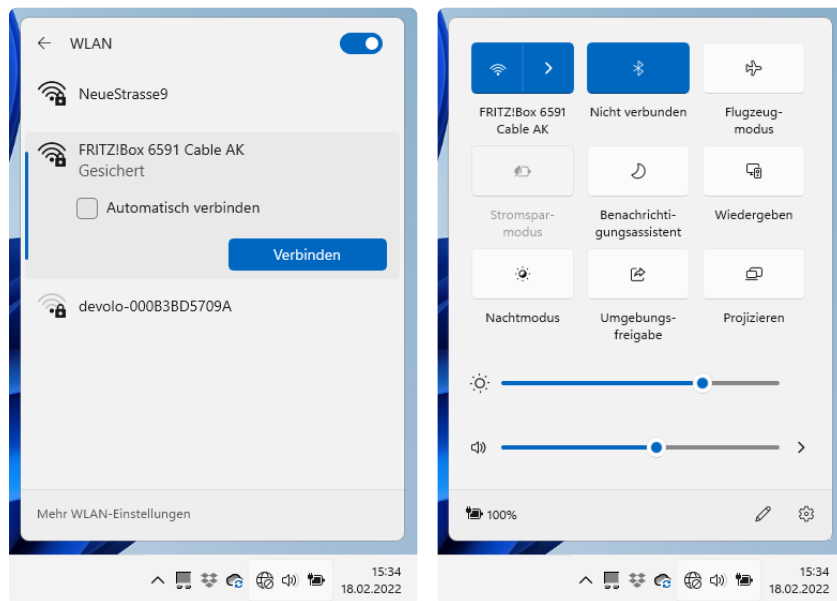 WLAN
NeueStrasse9
FRITZ!Box 6591 Cable AK
Gesichert
Automatisch verbinden
Verbinden
devolo-000B3BD5709A
Mehr WLAN-Einstellungen
15:34
18.02.2022
FRITZ!Box 6591
Cable AK
Nicht verbunden
Flugzeug-
modus
Stromspar-
modus
Benachrichti-
gungsassistent
Wiedergeben
Nachtmodus
Umgebungs-
freigabe
Projizieren
100%
15:34
18.02.2022